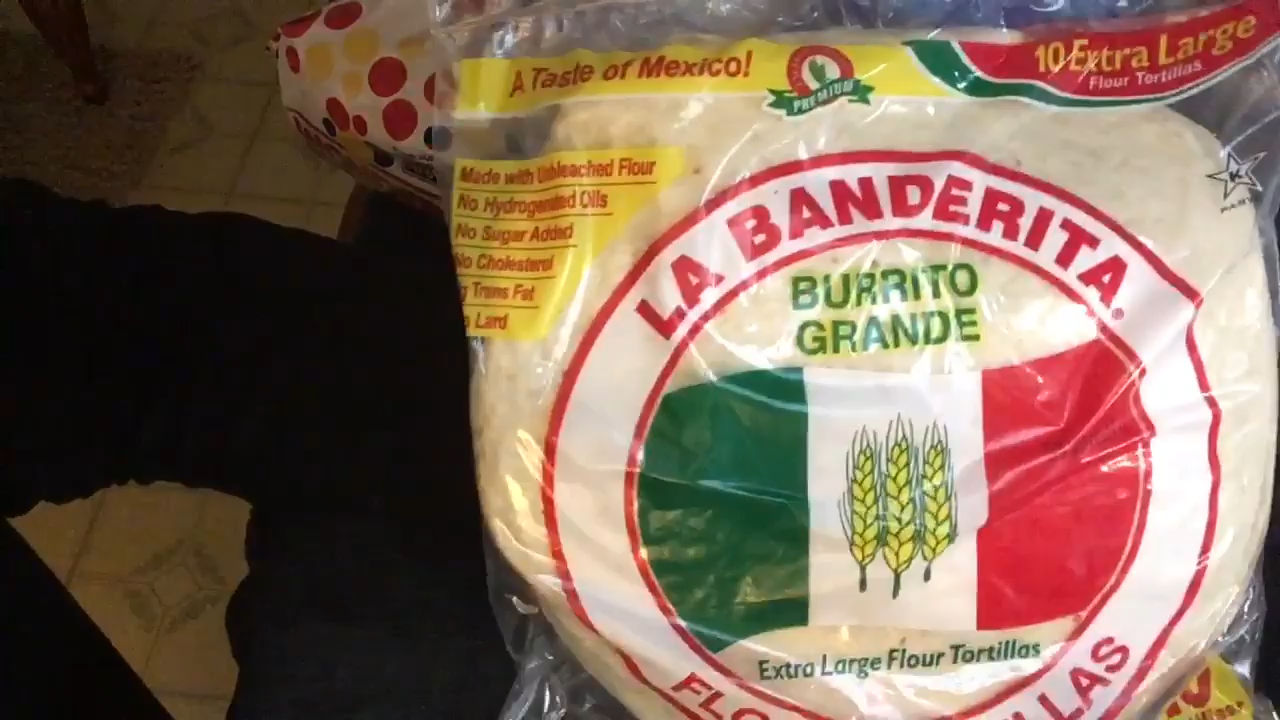 A Taste of Mexico!
PREMIUM
10 Extra Large
Flour Tortillas
Made with Unbleached Flour
No Hydrogenated Oils
No Sugar Added
No Cholesterol
g Trans Fat
Lard
K
LA BANDERITA®
BURRITO
GRANDE
Extra Large Flour Tortillas